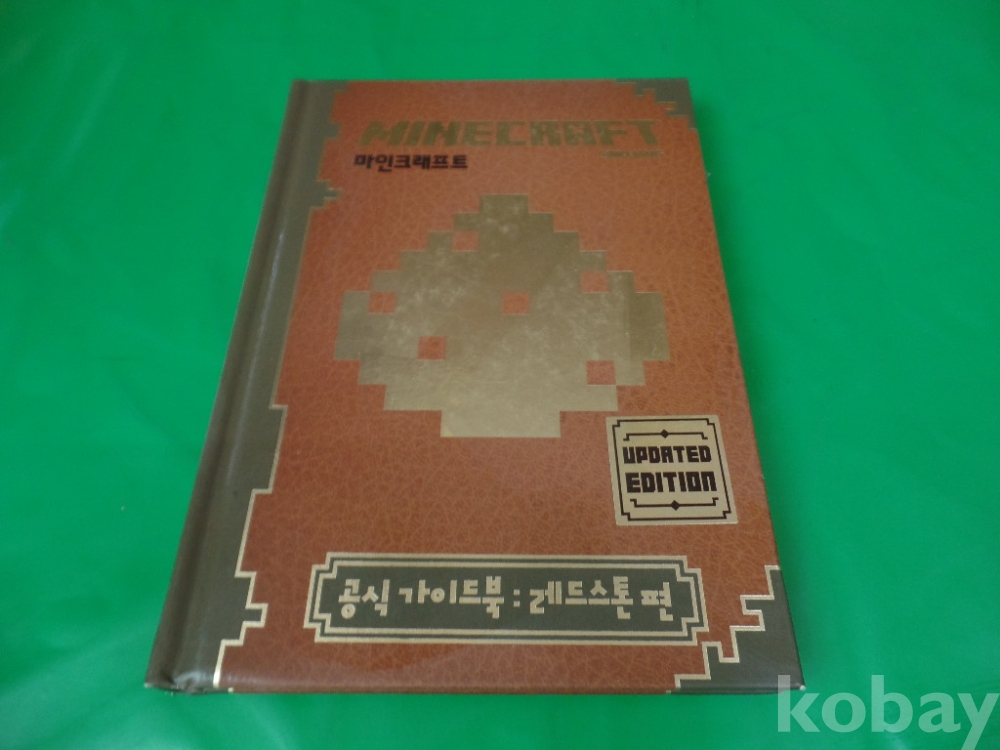 MINECRAFT
마인크래프트
UPDATED
EDITION
공식 가이드북 : 레드스톤 편
kobay